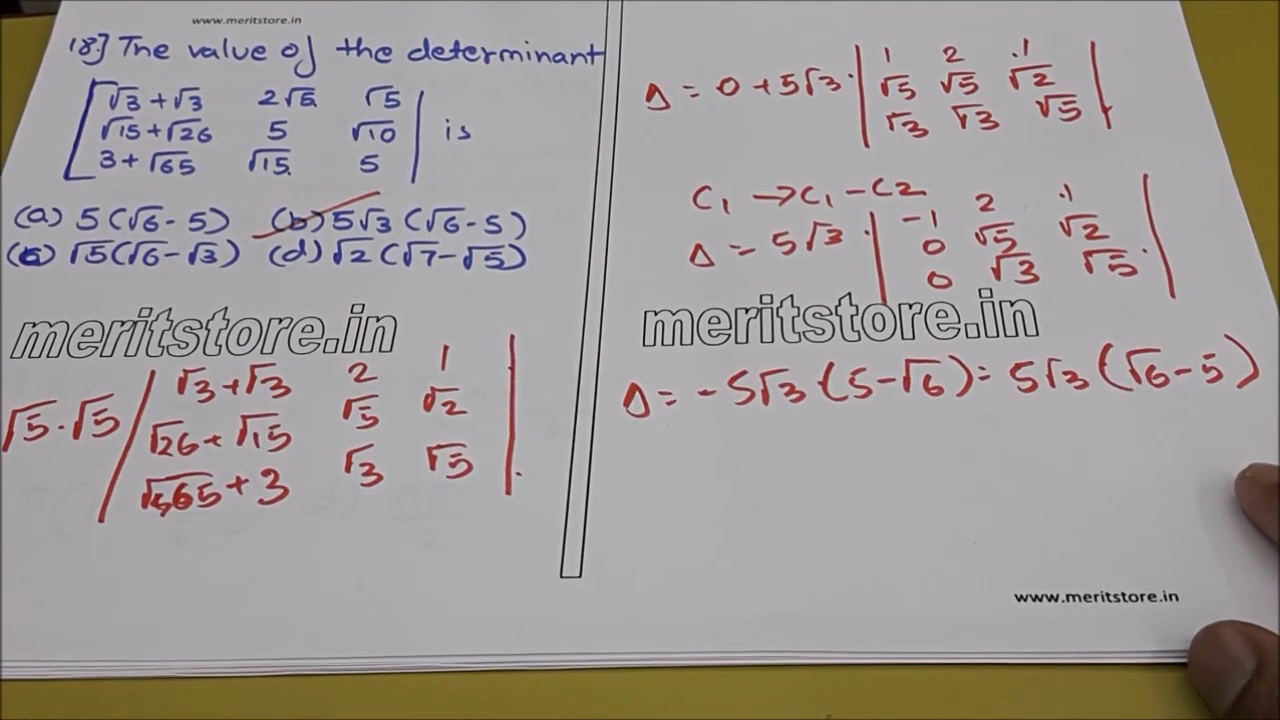 www.meritstore.in
18.] The value of the determinant
√3 + √3 2√5 √5
√15 + √26 5 √10
3 + √65 √15 5
is
(a) 5(√6 - 5) (b) 5√3 (√6 - 5)
(c) √5(√6 - √3) (d) √2(√7 - √5)
meritstore.in
√5 . √5
√3 + √3 2 1
√26 + √15 √5 √2
√65 + 3 √3 √5
Δ = 0 + 5√3 .
1 2 1
√5 √5 √2
√3 √3 √5
C₁ → C₁ - C₂
Δ = 5√3 .
-1 2 1
0 √5 √2
0 √3 √5
meritstore.in
Δ = - 5√3 (5 - √6) = 5√3 (√6 - 5)
www.meritstore.in